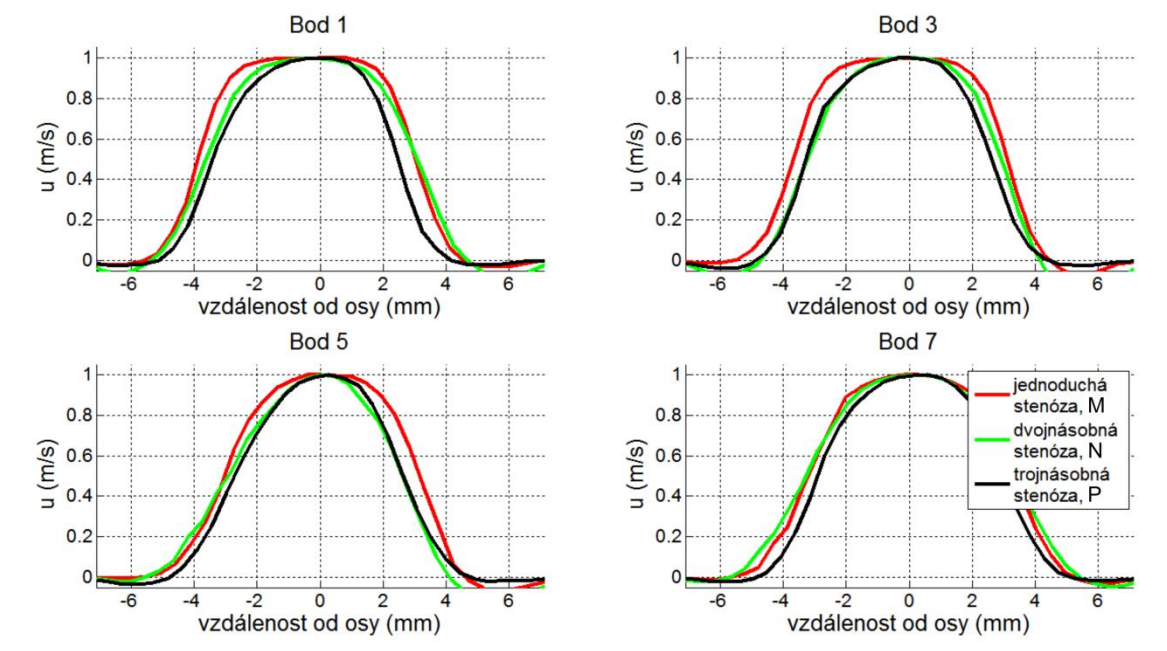 Bod 1
1
0.8
0.6
0.4
0.2
0
u (m/s)
-6 -4 -2 0 2 4 6
vzdálenost od osy (mm)
Bod 3
1
0.8
0.6
0.4
0.2
0
u (m/s)
-6 -4 -2 0 2 4 6
vzdálenost od osy (mm)
Bod 5
1
0.8
0.6
0.4
0.2
0
u (m/s)
-6 -4 -2 0 2 4 6
vzdálenost od osy (mm)
Bod 7
1
0.8
0.6
0.4
0.2
0
u (m/s)
-6 -4 -2 0 2 4 6
vzdálenost od osy (mm)
jednoduchá
stenóza, M
dvojnásobná
stenóza, N
trojnásobná
stenóza, P